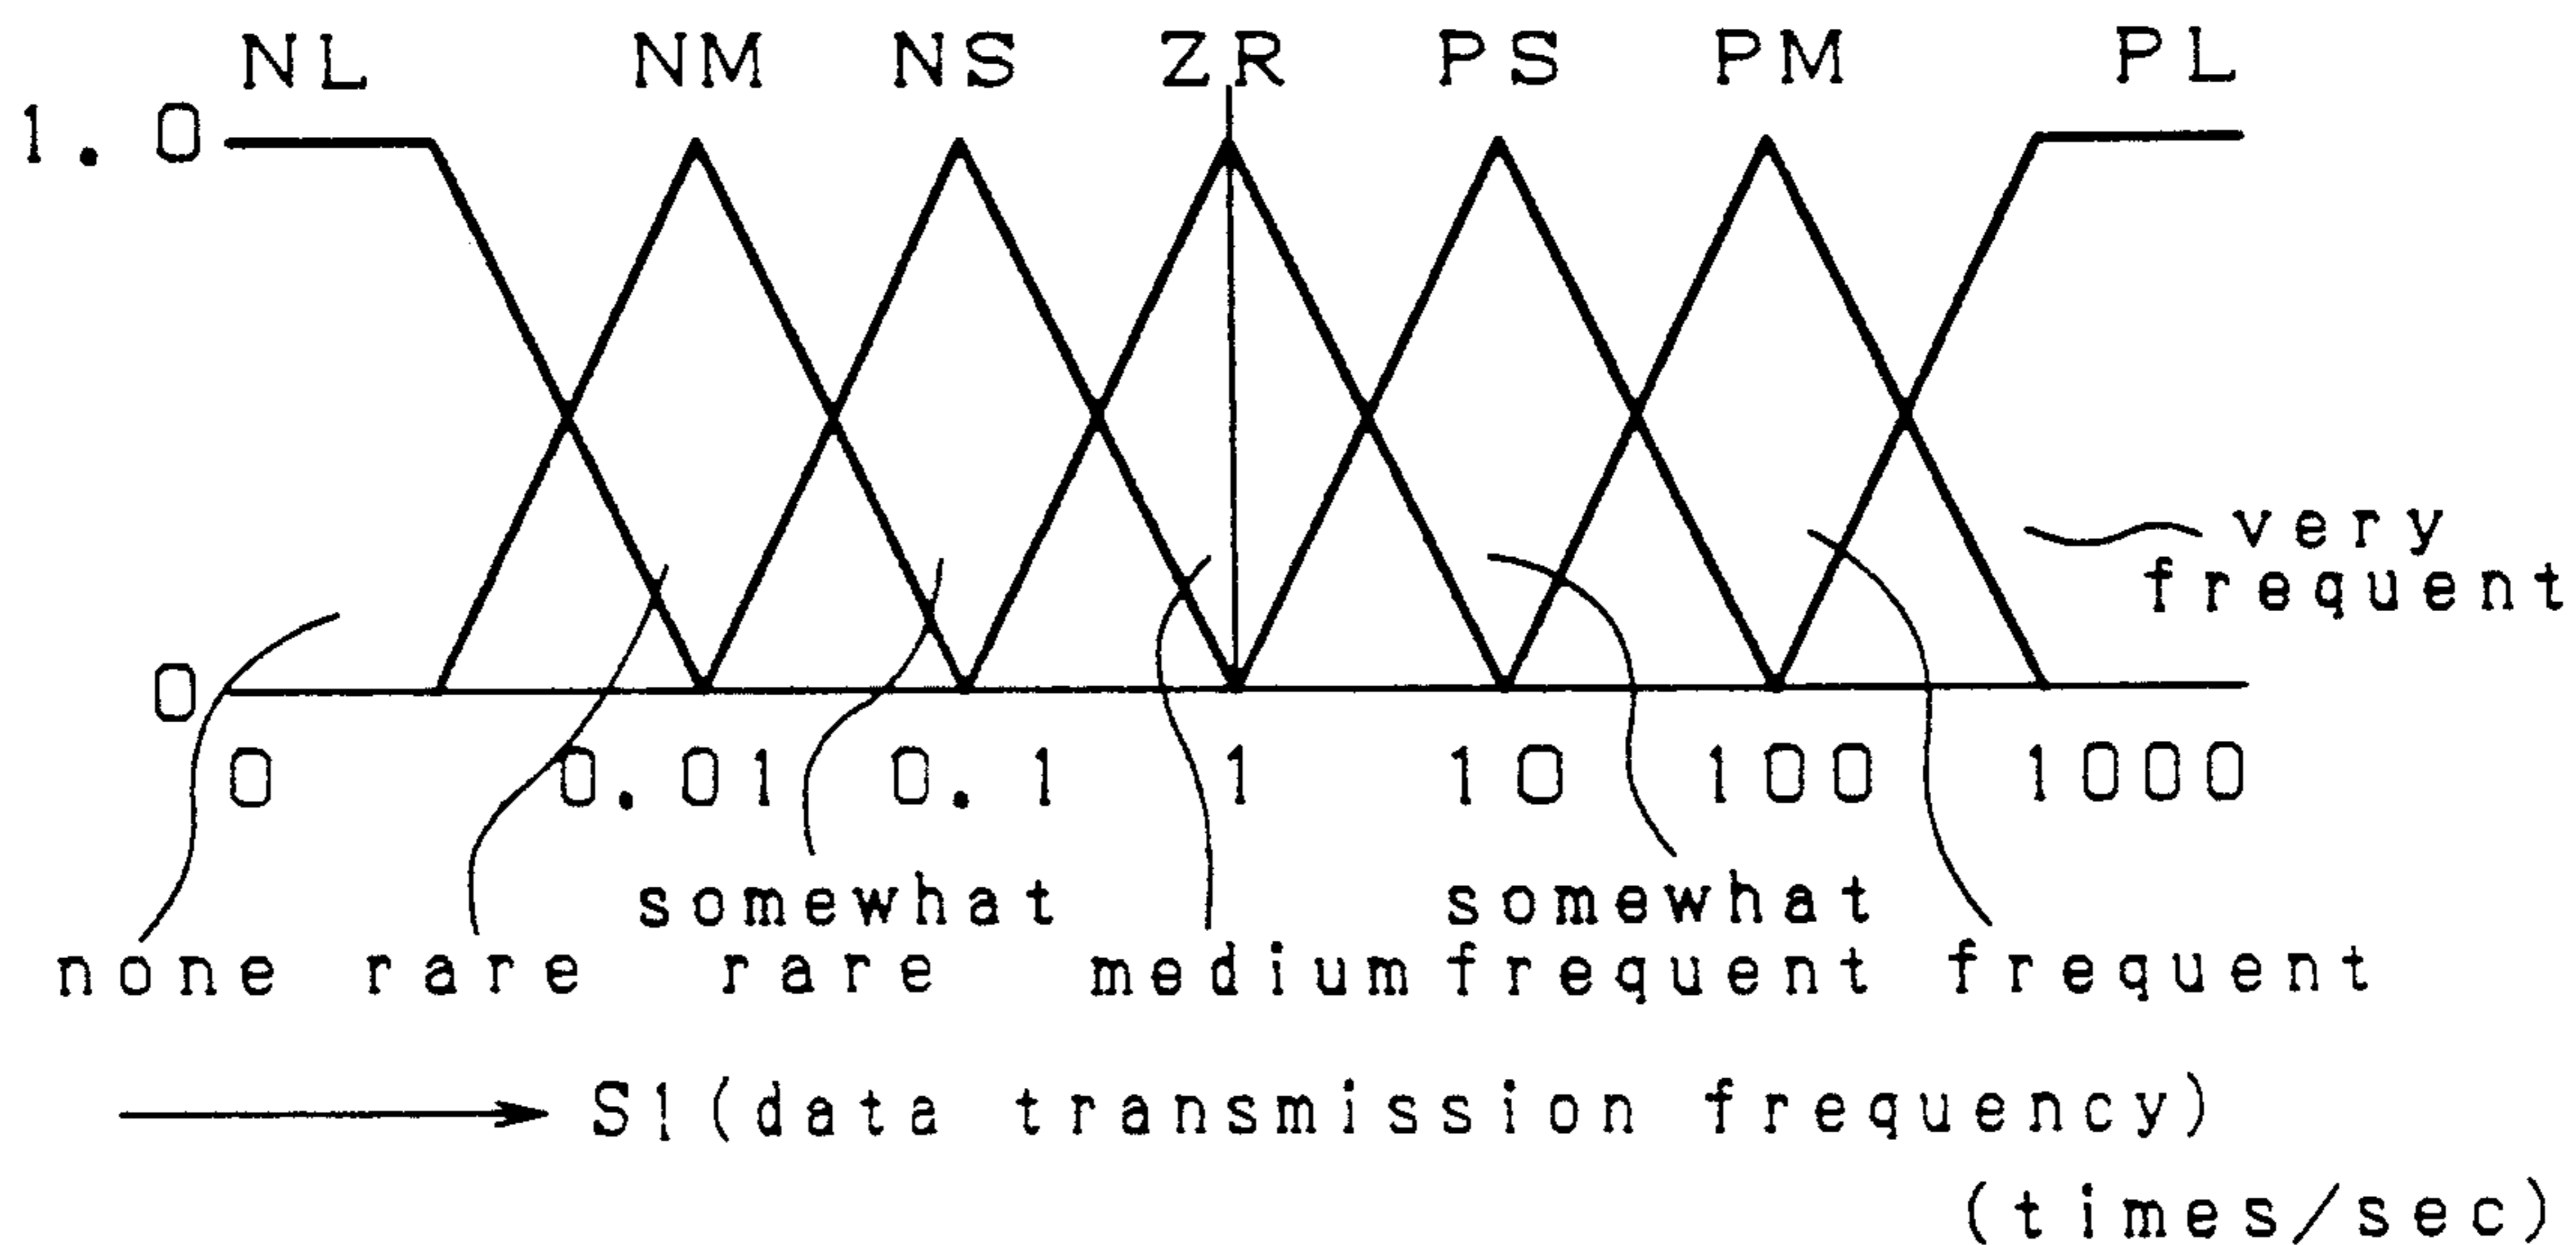 NL NM NS ZR PS PM PL
1.0
very
frequent
0
0 0.01 0.1 1 10 100 1000
somewhat somewhat
none rare rare medium frequent frequent
S1(data transmission frequency)
(times/sec)